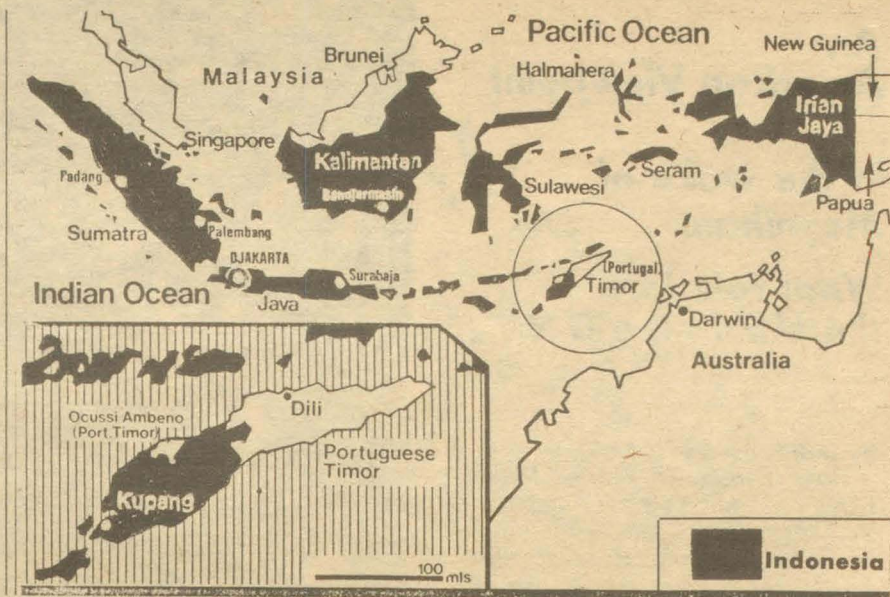 Pacific Ocean
New Guinea
Brunei
Malaysia
Halmahera
Irian
Jaya
Singapore
Kalimantan
Padang
Bandjermasin
Sulawesi
Seram
Papua
Sumatra
Palembang
DJAKARTA
Surabaja
(Portugal)
Timor
Indian Ocean
Java
Darwin
Australia
Dili
Ocussi Ambeno
(Port.Timor)
Portuguese
Timor
Kupang
100
mls
Indonesia